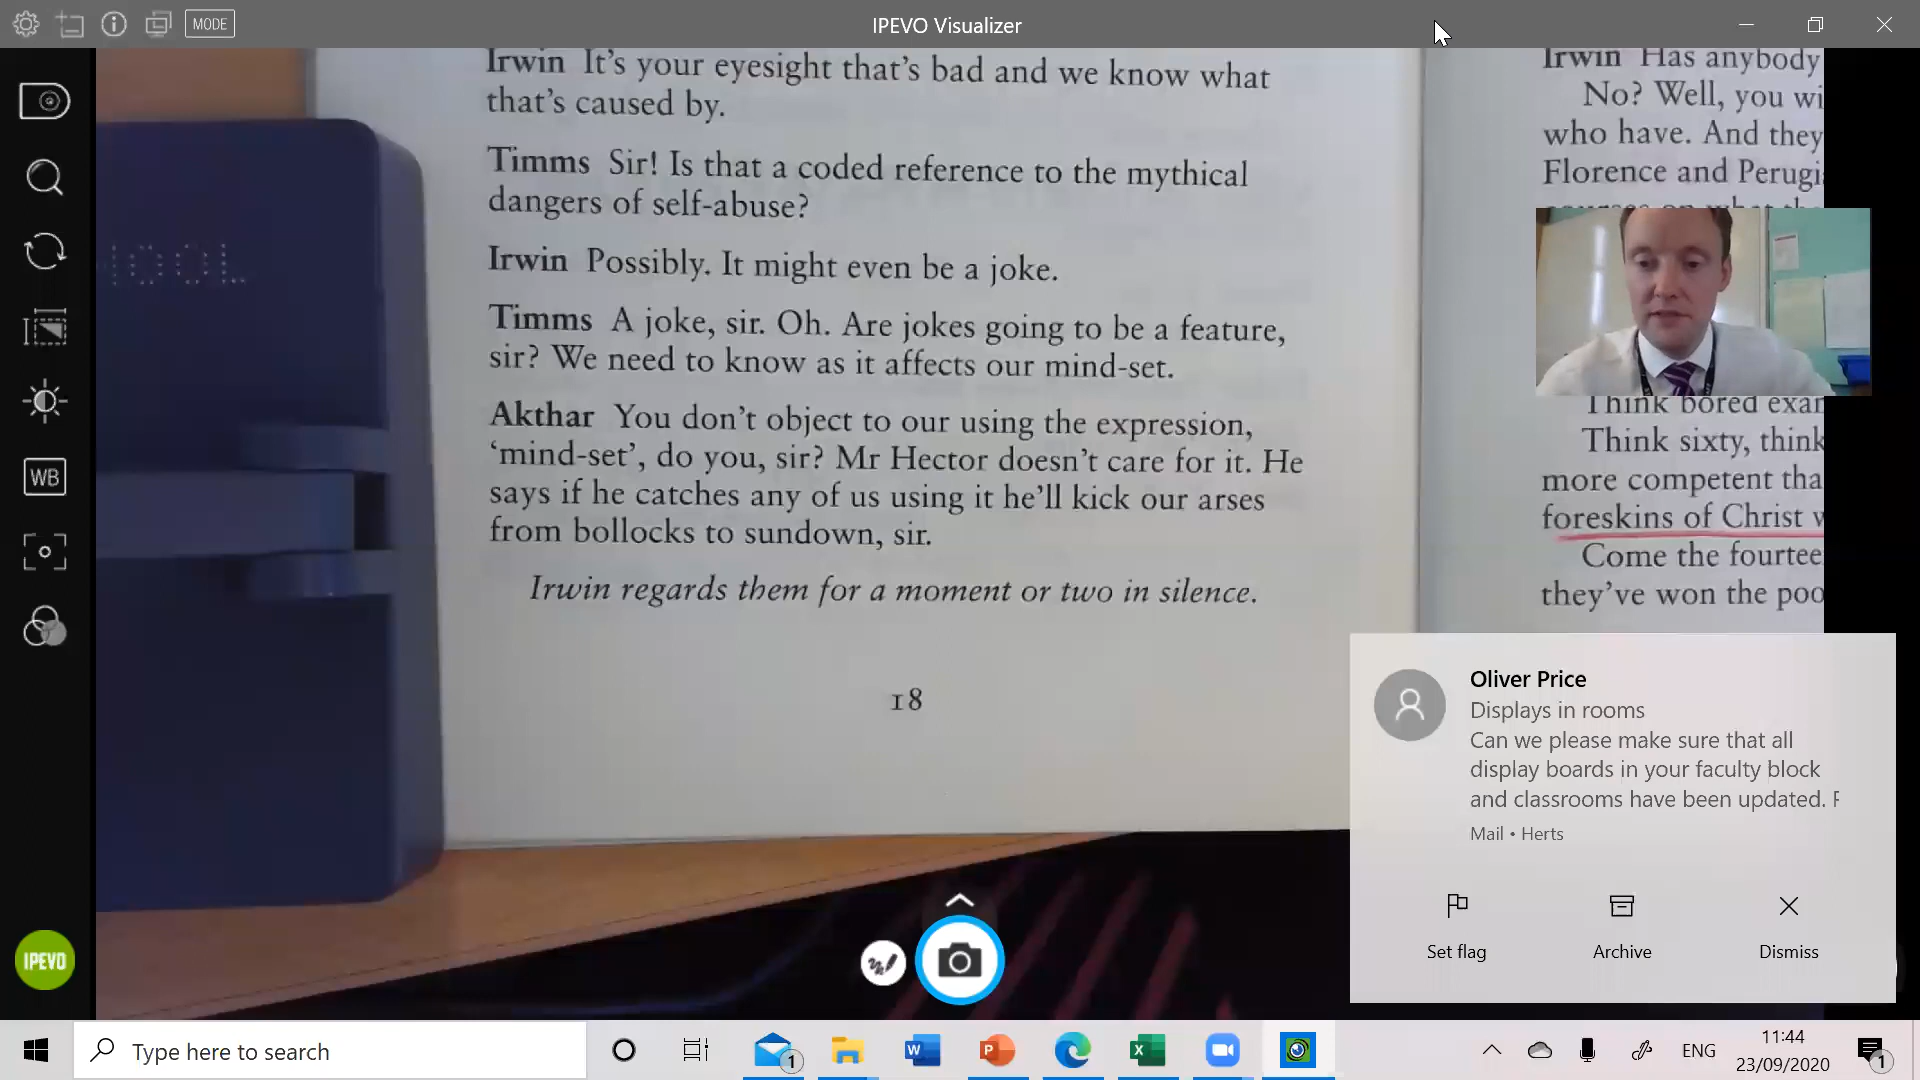 MODE
IPEVO Visualizer
Irwin It's your eyesight that's bad and we know what
that's caused by.
Timms Sir! Is that a coded reference to the mythical
dangers of self-abuse?
Irwin Possibly. It might even be a joke.
Timms A joke, sir. Oh. Are jokes going to be a feature,
sir? We need to know as it affects our mind-set.
Akthar You don't object to our using the expression,
'mind-set', do you, sir? Mr Hector doesn't care for it. He
says if he catches any of us using it he'll kick our arses
from bollocks to sundown, sir.
Irwin regards them for a moment or two in silence.
18
Irwin Has anybody
No? Well, you
who have. And they
Florence and
Think bored
Think sixty, think
more competent
foreskins of Christ
Come the
they've won the
WB
IPEVO
Oliver Price
Displays in rooms
Can we please make sure that all
display boards in your faculty block
and classrooms have been updated.
Mail • Herts
Set flag
Archive
Dismiss
Type here to search
1
ENG
11:44
23/09/2020
1